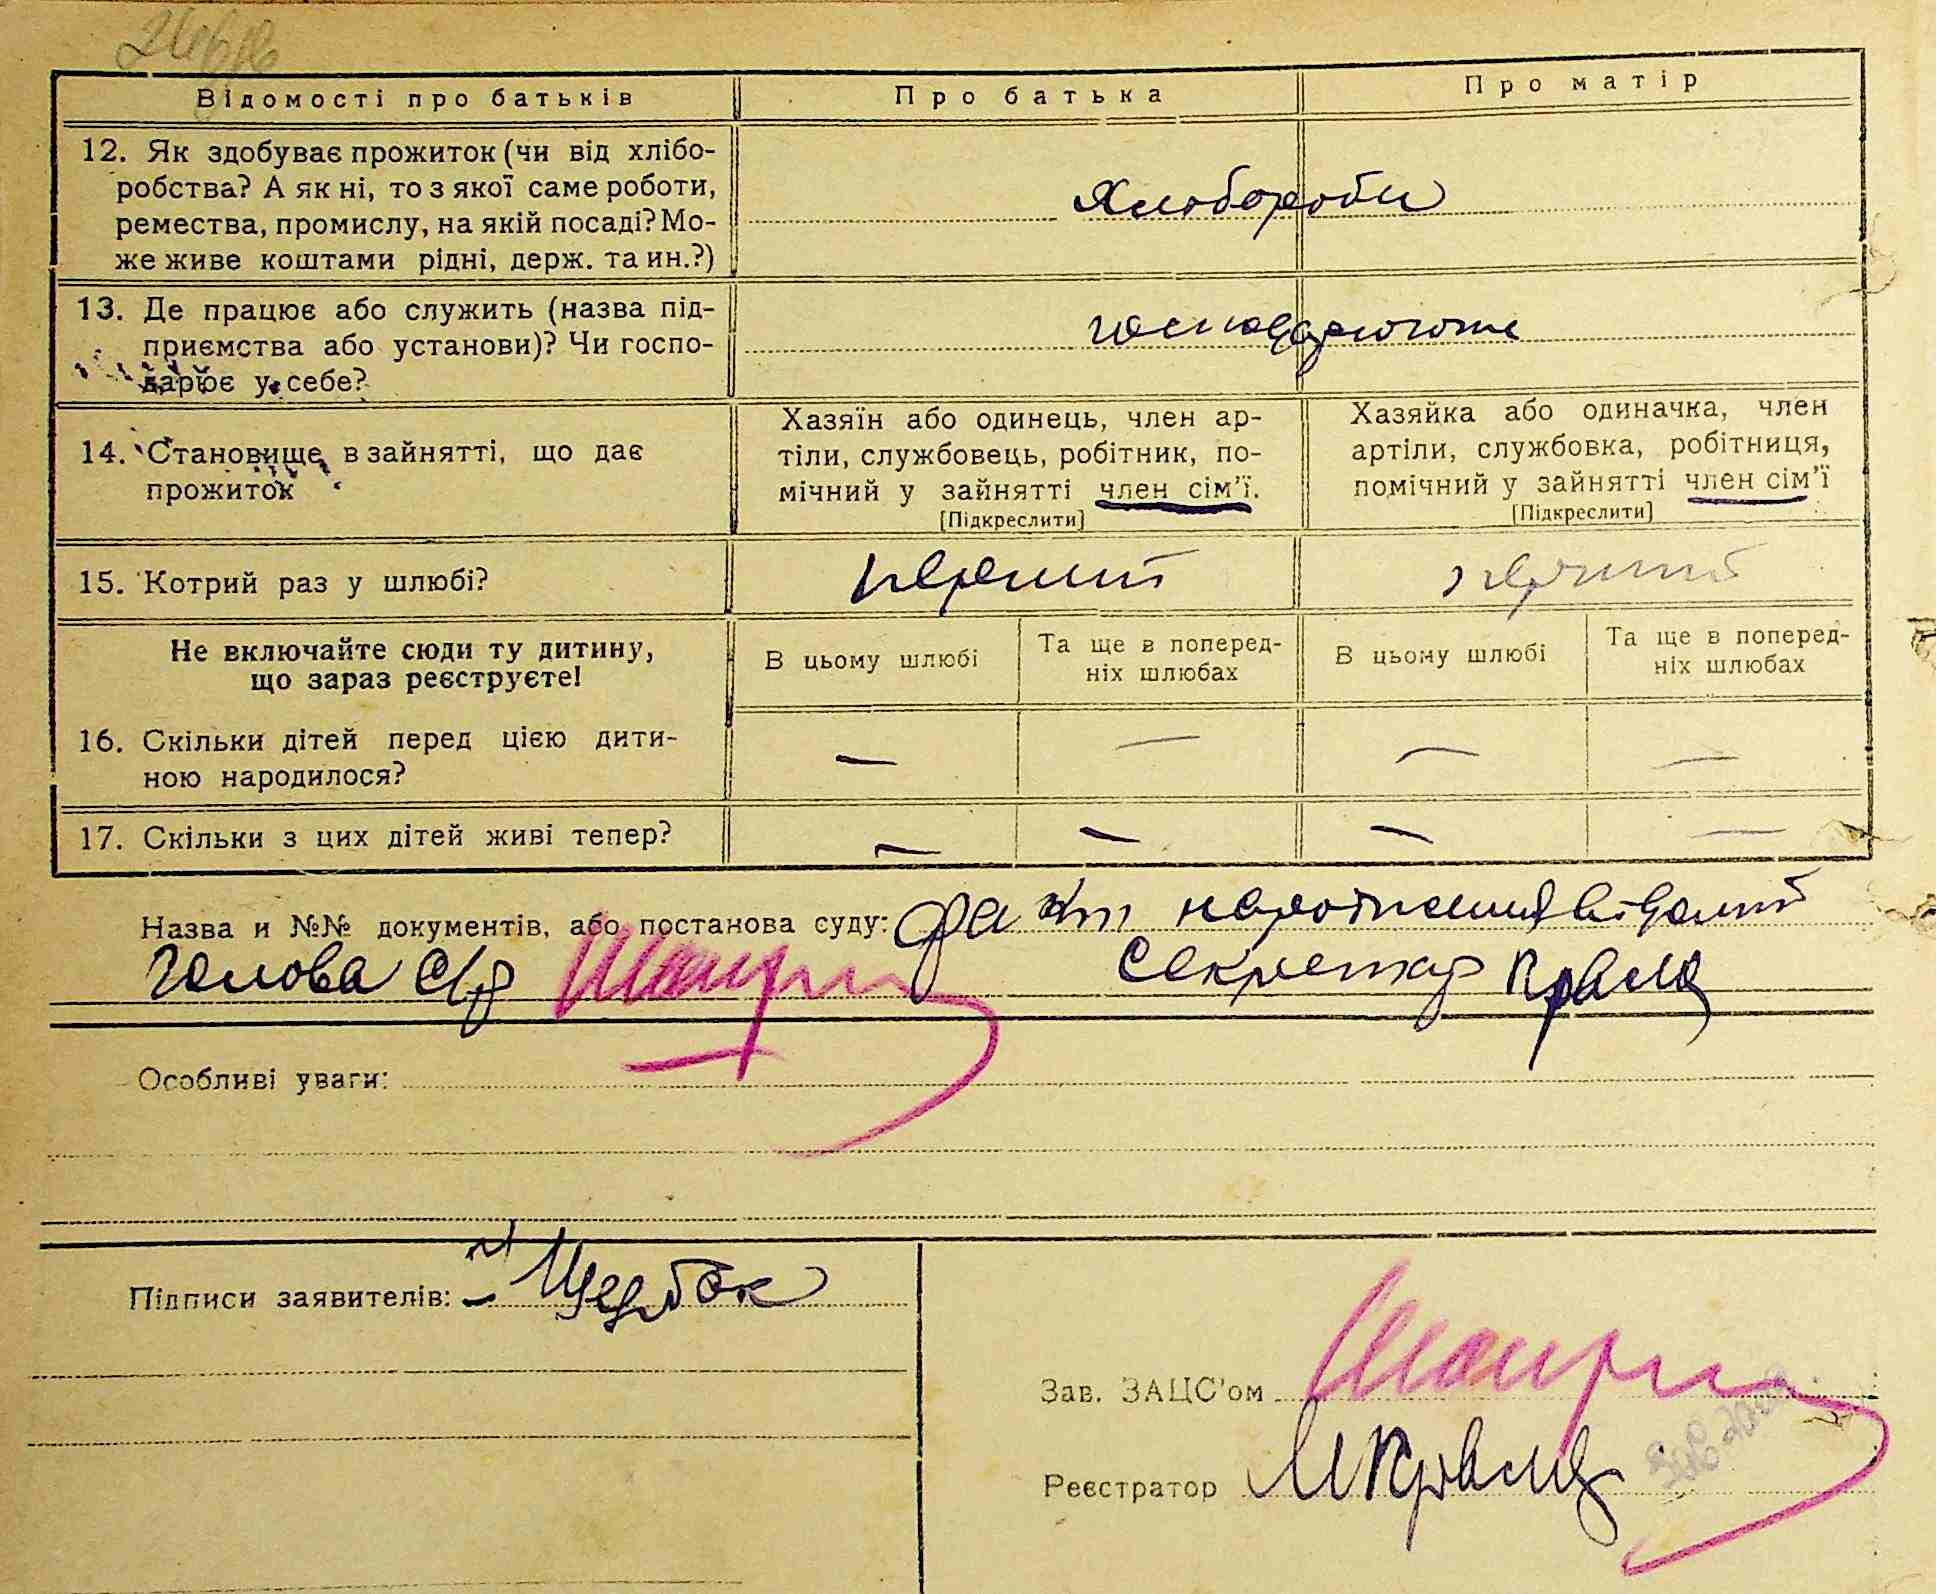 Відомості про батьків
Про батька
Про матір
12. Як здобуває прожиток (чи від хлібо-
робства? А як ні, то з якої саме роботи,
ремества, промислу, на якій посаді? Мо-
же живе коштами рідні, держ. та ин.?)
Хлібороби
13. Де працює або служить (назва під-
приємства або установи)? Чи госпо-
дарює у себе?
14. Становище в зайнятті, що дає
прожиток
Хазяїн або одинець, член ар-
тіли, службовець, робітник, по-
мічний у зайнятті член сім'ї.
[Підкреслити]
Хазяйка або одиначка, член
артіли, службовка, робітниця,
помічний у зайнятті член сім'ї
[Підкреслити]
15. Котрий раз у шлюбі?
перший
перший
Не включайте сюди ту дитину,
що зараз реєструєте!
В цьому шлюбі
Та ще в поперед-
ніх шлюбах
В цьому шлюбі
Та ще в поперед-
ніх шлюбах
16. Скільки дітей перед цією дити-
ною народилося?
— — — —
17. Скільки з цих дітей живі тепер?
— — — —
Назва и №№ документів, або постанова суду: факт народження відомий
Голова с/р Секретар
Особливі уваги:
Підписи заявителів: — Щербак
Зав. ЗАЦС'ом
Реєстратор